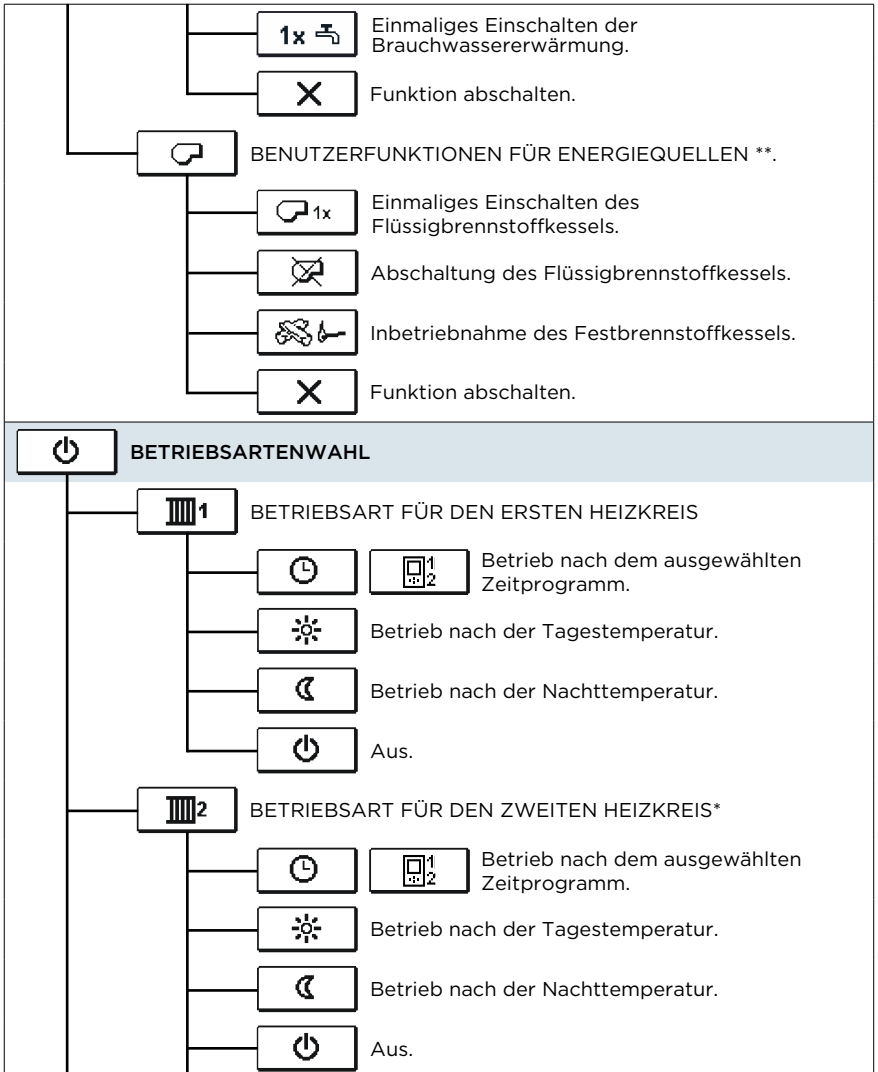 1x
Einmaliges Einschalten der
Brauchwassererwärmung.
Funktion abschalten.
BENUTZERFUNKTIONEN FÜR ENERGIEQUELLEN **.
1x
Einmaliges Einschalten des
Flüssigbrennstoffkessels.
Abschaltung des Flüssigbrennstoffkessels.
Inbetriebnahme des Festbrennstoffkessels.
Funktion abschalten.
BETRIEBSARTENWAHL
1
BETRIEBSART FÜR DEN ERSTEN HEIZKREIS
1
2
Betrieb nach dem ausgewählten
Zeitprogramm.
Betrieb nach der Tagestemperatur.
Betrieb nach der Nachttemperatur.
Aus.
2
BETRIEBSART FÜR DEN ZWEITEN HEIZKREIS*
1
2
Betrieb nach dem ausgewählten
Zeitprogramm.
Betrieb nach der Tagestemperatur.
Betrieb nach der Nachttemperatur.
Aus.